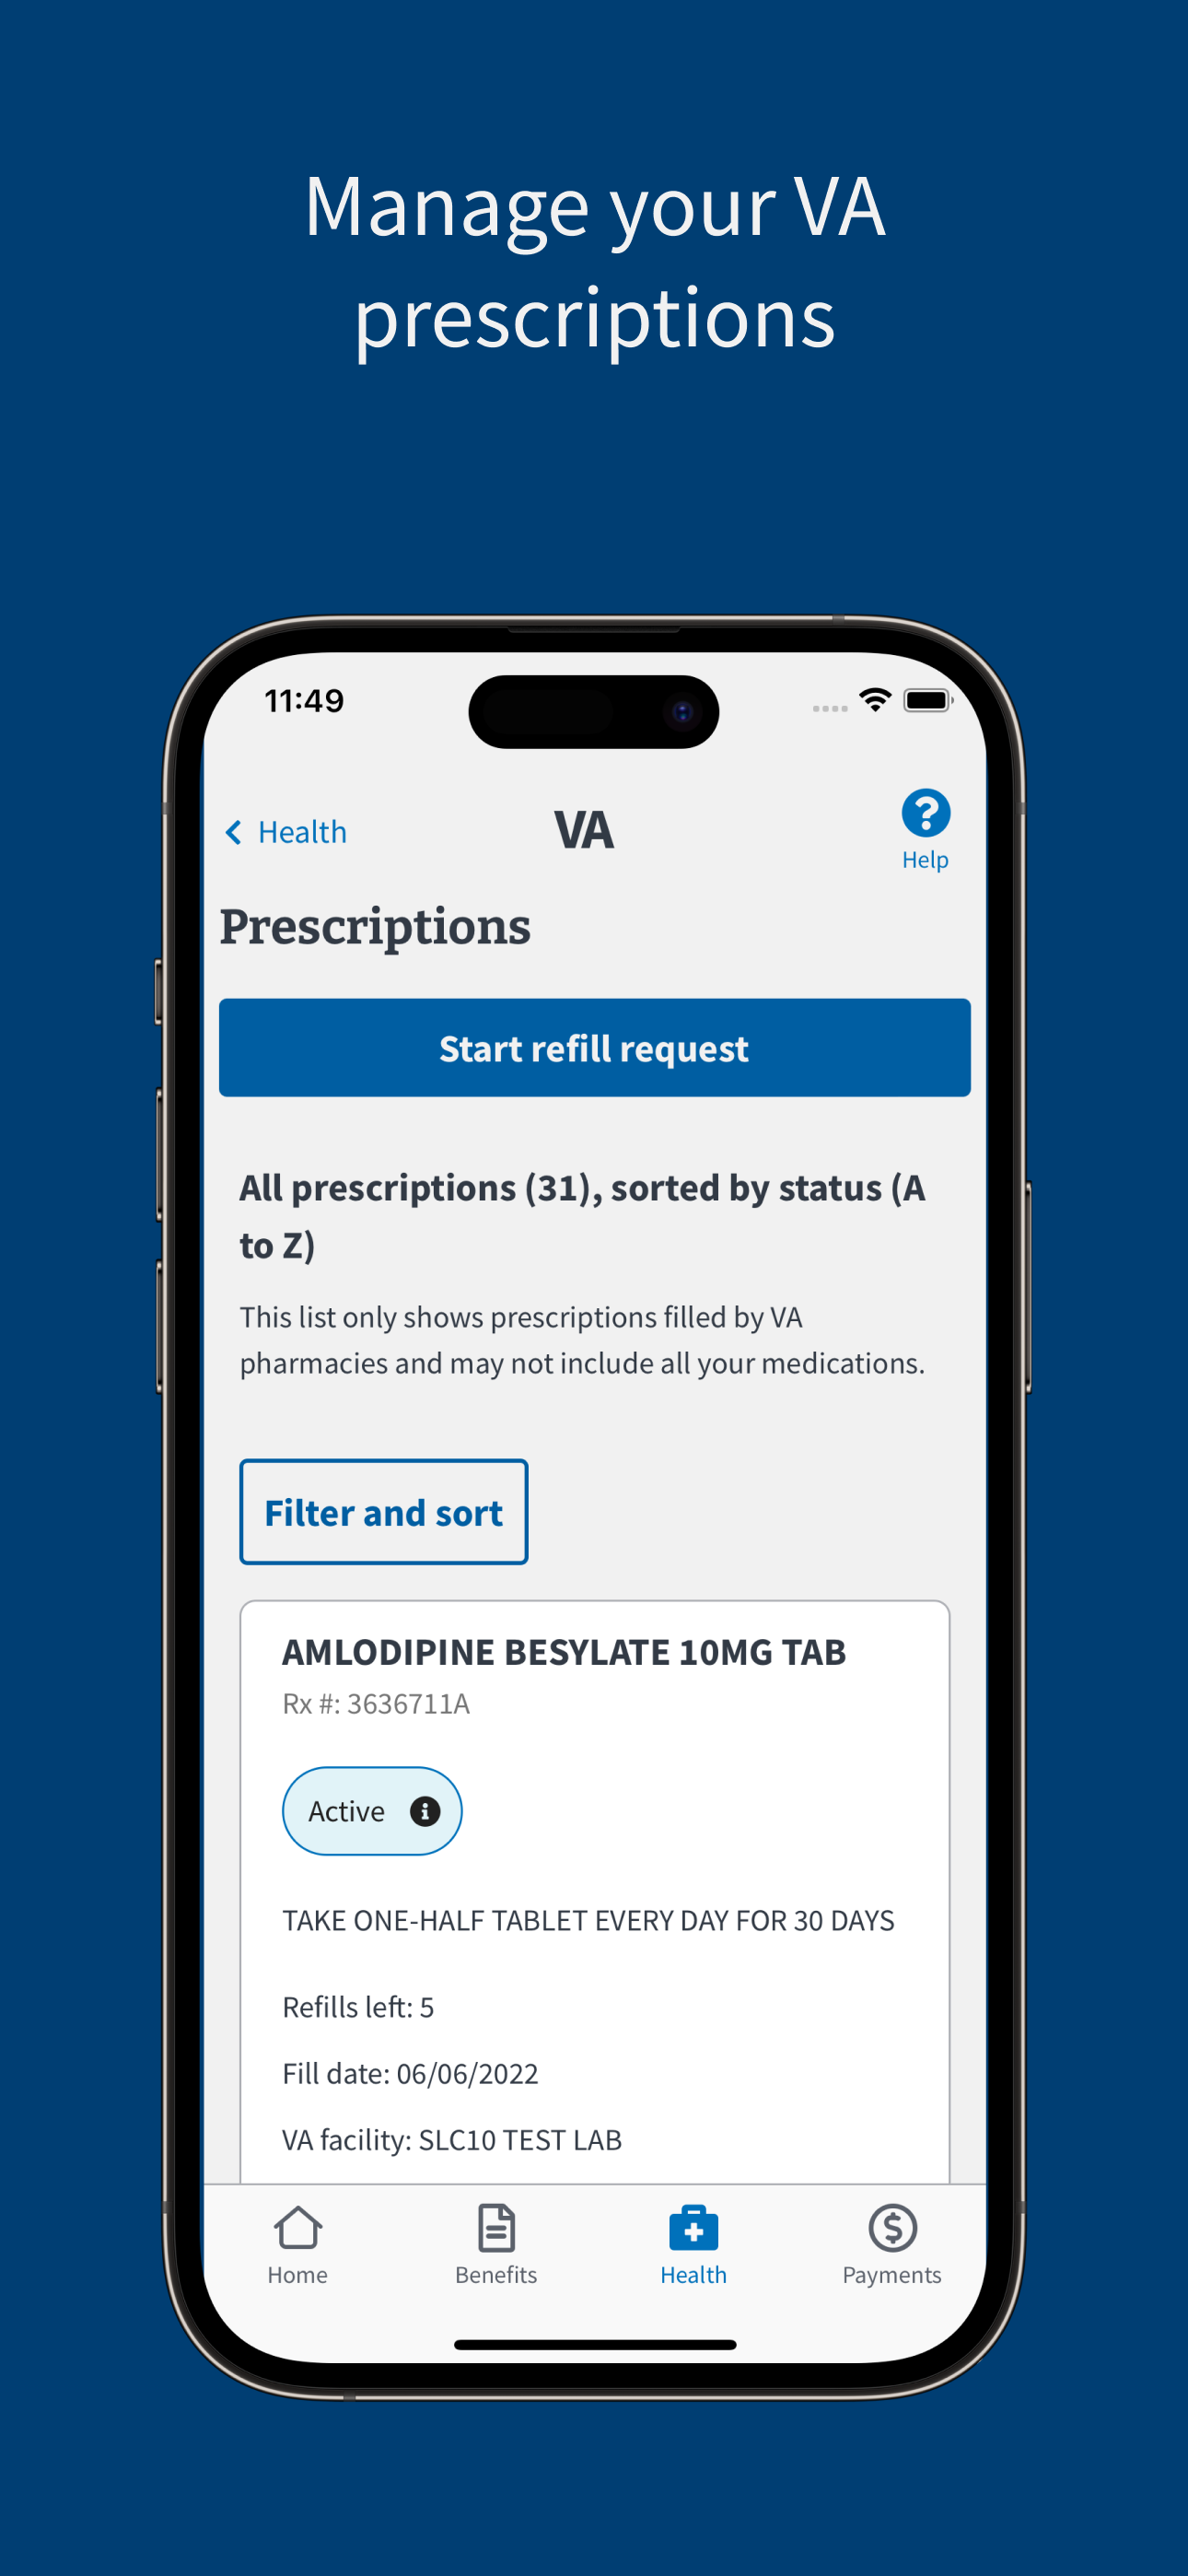 Manage your VA
prescriptions
11:49
Health
VA
Help
Prescriptions
Start refill request
All prescriptions (31), sorted by status (A
to Z)
This list only shows prescriptions filled by VA
pharmacies and may not include all your medications.
Filter and sort
AMLODIPINE BESYLATE 10MG TAB
Rx #: 3636711A
Active
TAKE ONE-HALF TABLET EVERY DAY FOR 30 DAYS
Refills left: 5
Fill date: 06/06/2022
VA facility: SLC10 TEST LAB
Home Benefits Health Payments